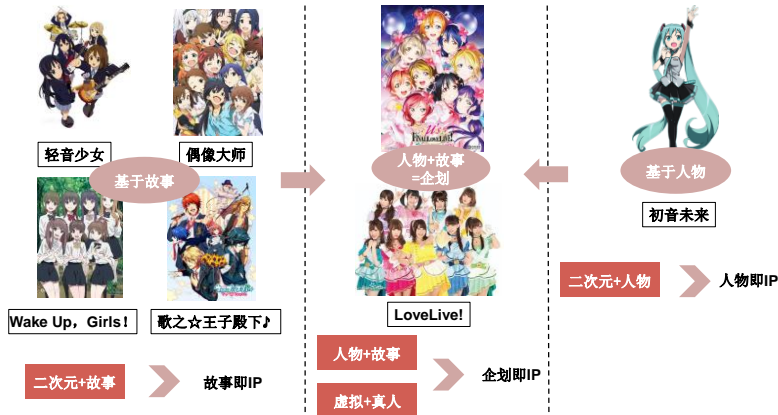 轻音少女
偶像大师
基于故事
Wake Up，Girls！
歌之☆王子殿下♪
二次元+故事
故事即IP
人物+故事
=企划
LoveLive!
人物+故事
虚拟+真人
企划即IP
基于人物
初音未来
二次元+人物
人物即IP